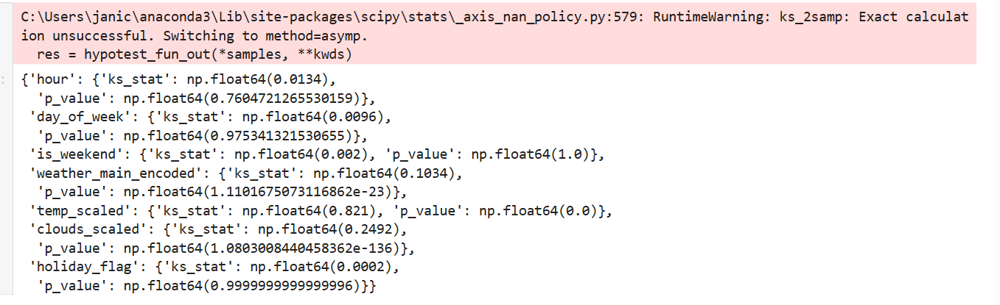 C:\Users\janic\anaconda3\Lib\site-packages\scipy\stats\_axis_nan_policy.py:579: RuntimeWarning: ks_2samp: Exact calculat
ion unsuccessful. Switching to method=asymp.
  res = hypotest_fun_out(*samples, **kwds)
{'hour': {'ks_stat': np.float64(0.0134),
  'p_value': np.float64(0.7604721265530159)},
 'day_of_week': {'ks_stat': np.float64(0.0096),
  'p_value': np.float64(0.975341321530655)},
 'is_weekend': {'ks_stat': np.float64(0.002), 'p_value': np.float64(1.0)},
 'weather_main_encoded': {'ks_stat': np.float64(0.1034),
  'p_value': np.float64(1.1101675073116862e-23)},
 'temp_scaled': {'ks_stat': np.float64(0.821), 'p_value': np.float64(0.0)},
 'clouds_scaled': {'ks_stat': np.float64(0.2492),
  'p_value': np.float64(1.0803008440458362e-136)},
 'holiday_flag': {'ks_stat': np.float64(0.0002),
  'p_value': np.float64(0.9999999999999996)}}